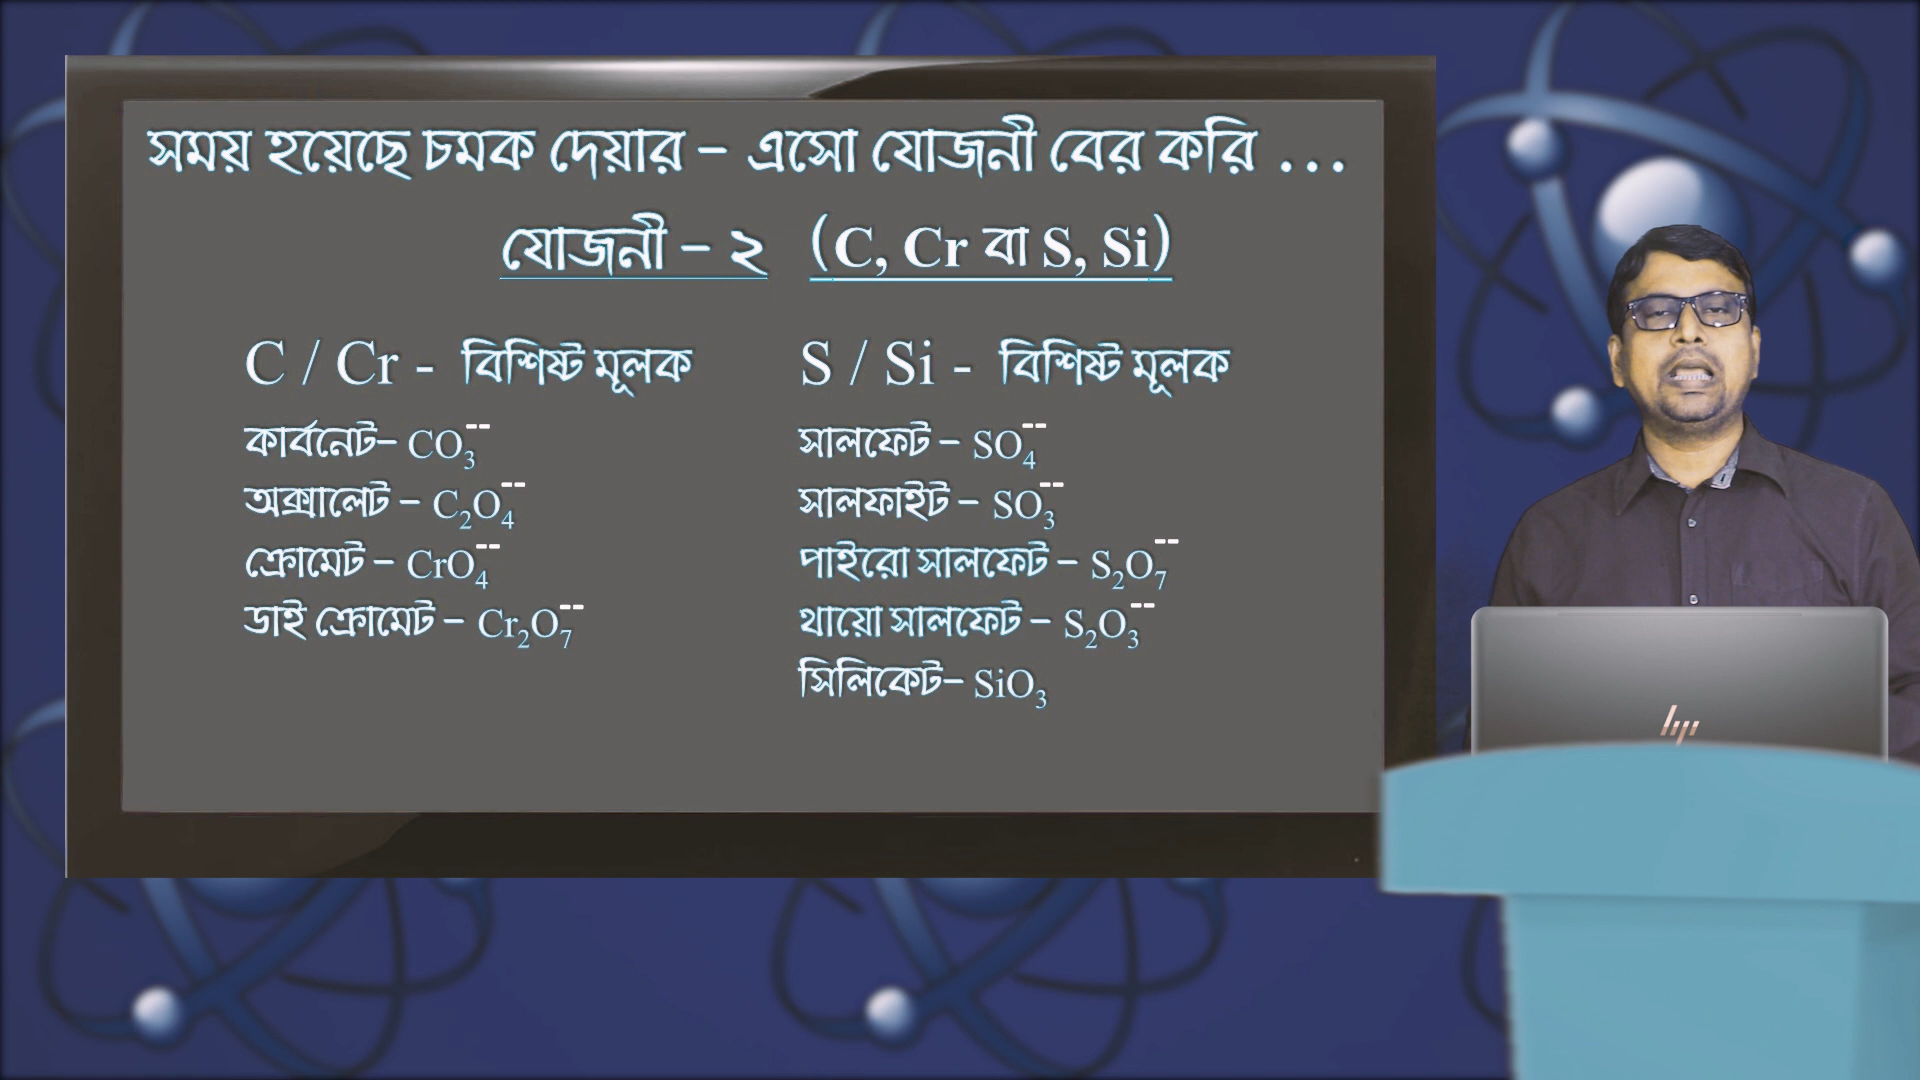 সময় হয়েছে চমক দেয়ার – এসো যোজনী বের করি ...
যোজনী – ২ (C, Cr বা S, Si)
C / Cr - বিশিষ্ট মূলক
কার্বনেট– CO₃⁻⁻
অক্সালেট – C₂O₄⁻⁻
ক্রোমেট – CrO₄⁻⁻
ডাই ক্রোমেট – Cr₂O₇⁻⁻
S / Si - বিশিষ্ট মূলক
সালফেট – SO₄⁻⁻
সালফাইট – SO₃⁻⁻
পাইরো সালফেট – S₂O₇⁻⁻
থায়ো সালফেট – S₂O₃⁻⁻
সিলিকেট– SiO₃
hp